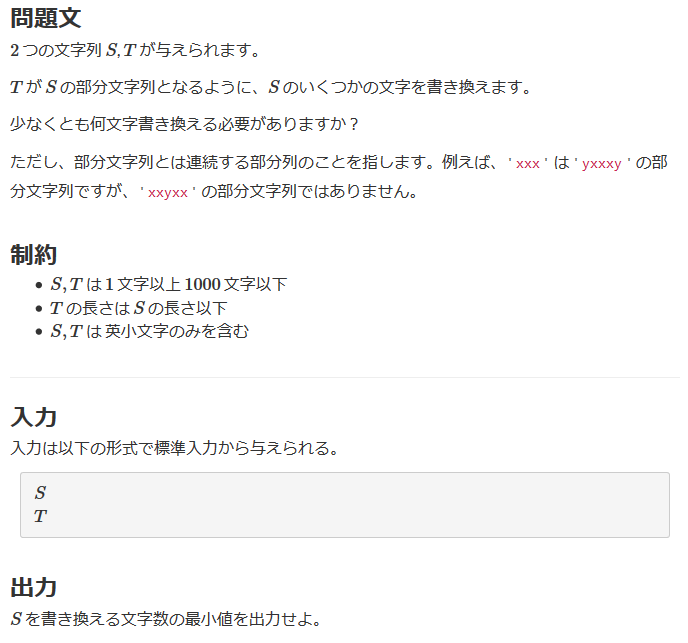 問題文
2 つの文字列 S, T が与えられます。
T が S の部分文字列となるように、S のいくつかの文字を書き換えます。
少なくとも何文字書き換える必要がありますか？
ただし、部分文字列とは連続する部分列のことを指します。例えば、'xxx' は 'yxxxy' の部
分文字列ですが、'xxyxx' の部分文字列ではありません。
制約
• S, T は 1 文字以上 1000 文字以下
• T の長さは S の長さ以下
• S, T は 英小文字のみを含む
入力
入力は以下の形式で標準入力から与えられる。
S
T
出力
S を書き換える文字数の最小値を出力せよ。